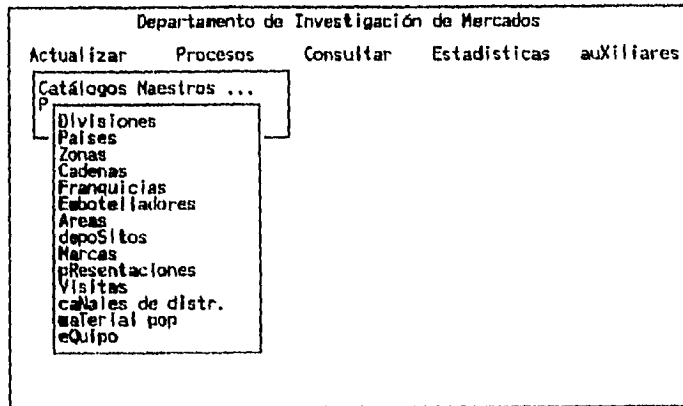 Departamento de Investigación de Mercados
Actualizar Procesos Consultar Estadisticas auXiliares
Catálogos Maestros ...
P
Divisiones
Paises
Zonas
Cadenas
Franquicias
Embotelladores
Areas
depoSitos
Marcas
pResentaciones
Visitas
caNales de distr.
maTerial pop
eQuipo